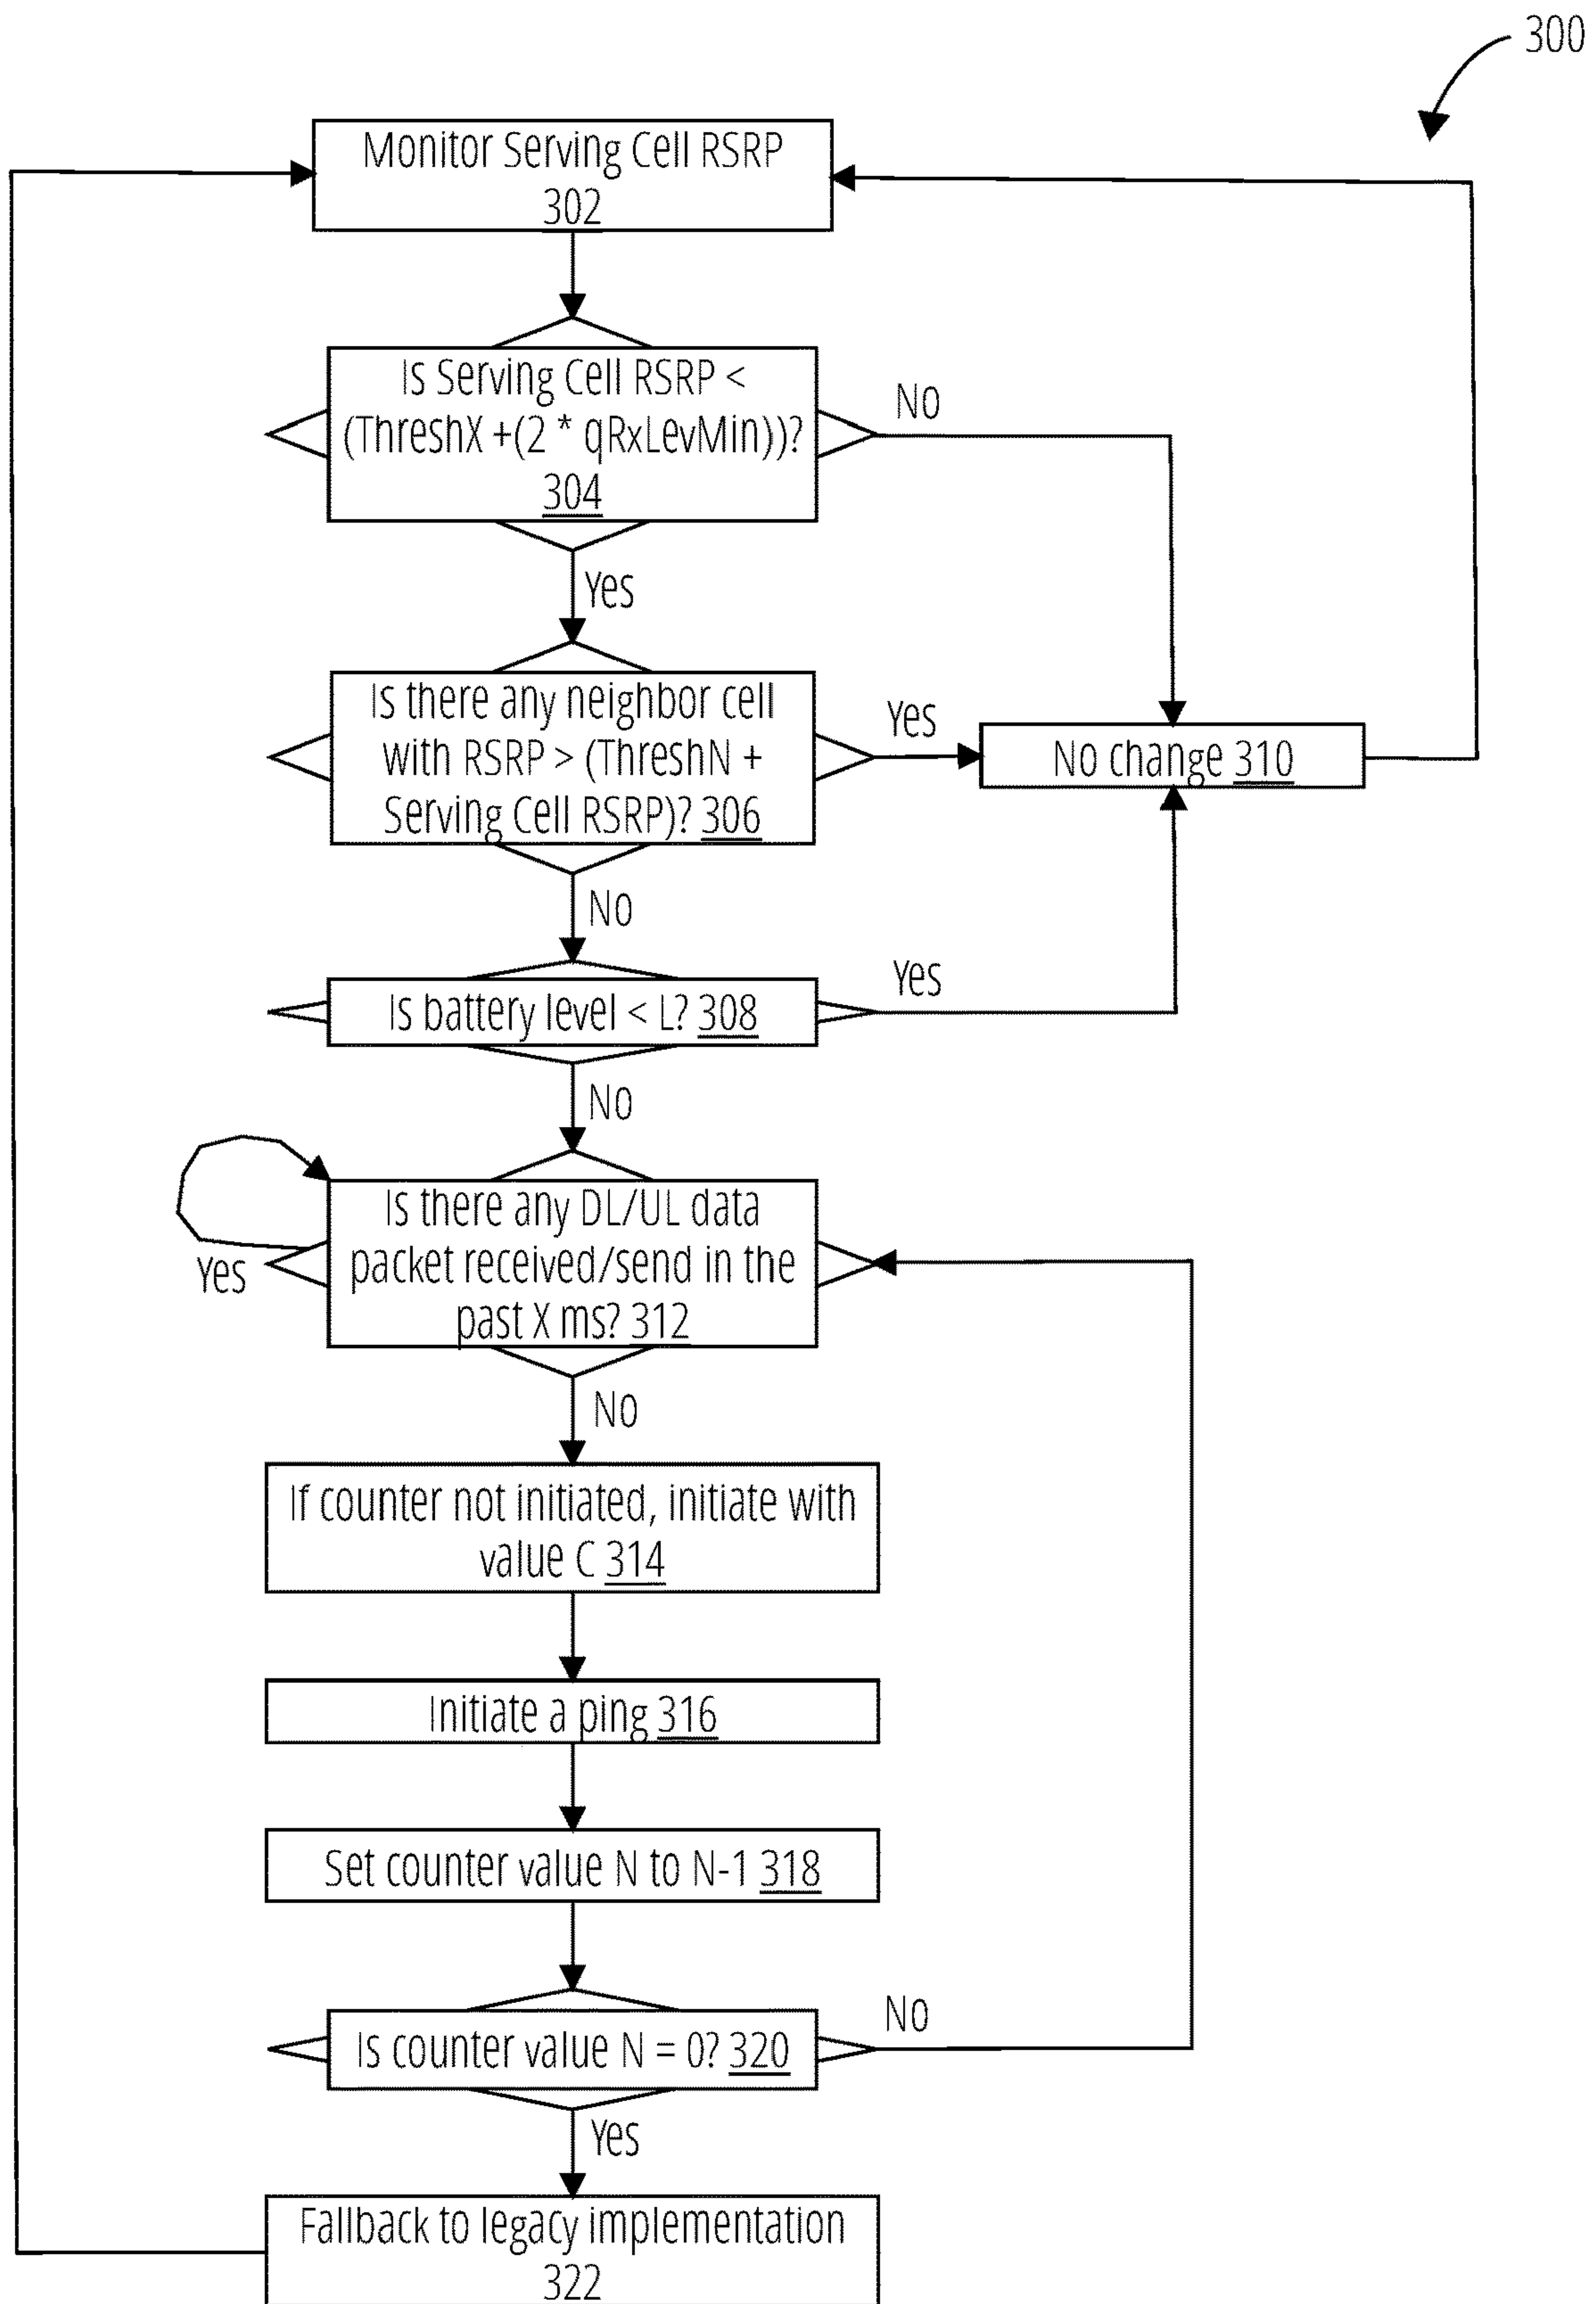 300
Monitor Serving Cell RSRP
302
Is Serving Cell RSRP <
(ThreshX +(2 * qRxLevMin))?
304
No
Yes
Is there any neighbor cell
with RSRP > (ThreshN +
Serving Cell RSRP)? 306
Yes
No change 310
No
Is battery level < L? 308
Yes
No
Is there any DL/UL data
packet received/send in the
past X ms? 312
Yes
No
If counter not initiated, initiate with
value C 314
Initiate a ping 316
Set counter value N to N-1 318
Is counter value N = 0? 320
No
Yes
Fallback to legacy implementation
322